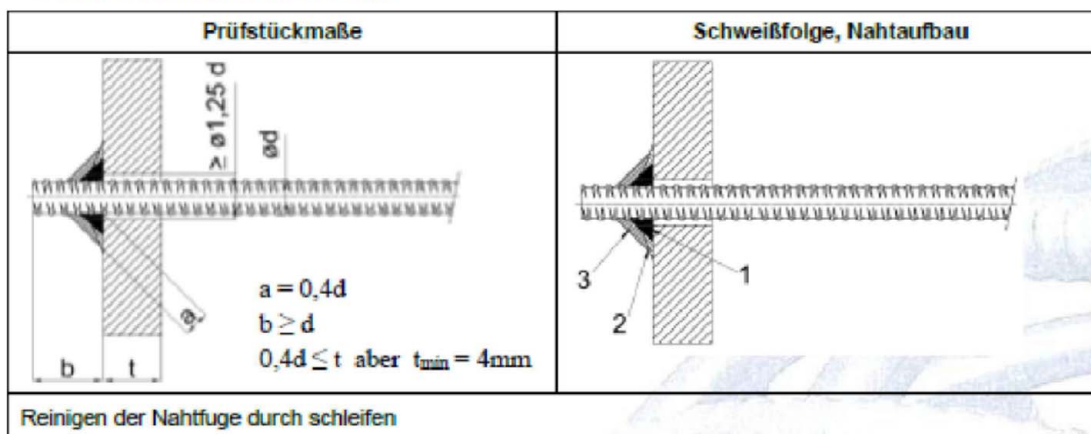 Prüfstückmaße
Schweißfolge, Nahtaufbau
≥ ø1,25 d
ød
a
a = 0,4d
b ≥ d
0,4d ≤ t aber tmin = 4mm
b
t
3
2
1
Reinigen der Nahtfuge durch schleifen